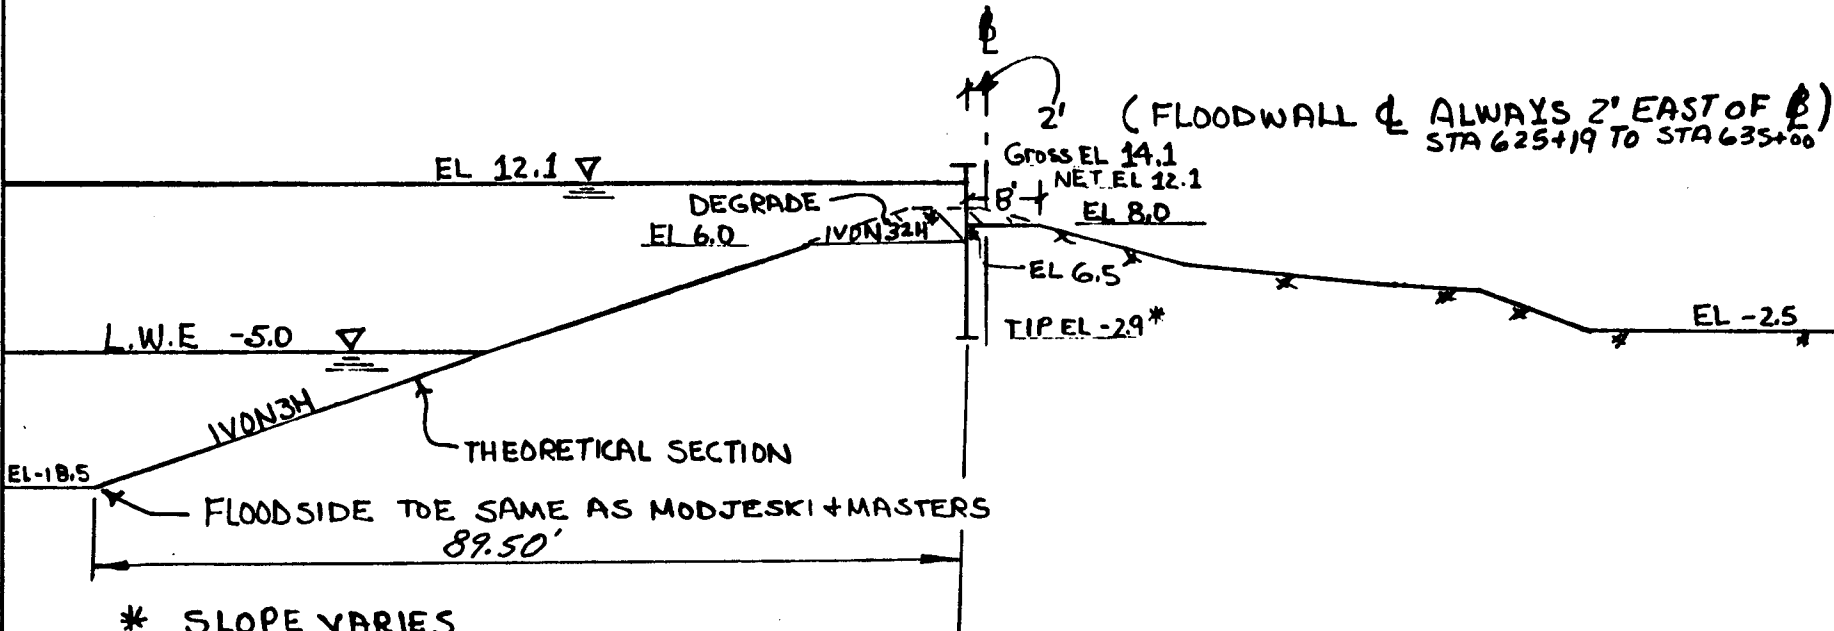 ℄
2' (FLOODWALL ℄ ALWAYS 2' EAST OF ℄)
STA 625+19 TO STA 635+00
EL 12.1
Gross EL 14.1
NET EL 12.1
DEGRADE
8'
EL 8.0
EL 6.0
1VON32H*
EL 6.5
L.W.E -5.0
TIP EL -2.9*
EL -2.5
1VON3H
THEORETICAL SECTION
EL-18.5
FLOODSIDE TOE SAME AS MODJESKI + MASTERS
89.50'
* SLOPE VARIES